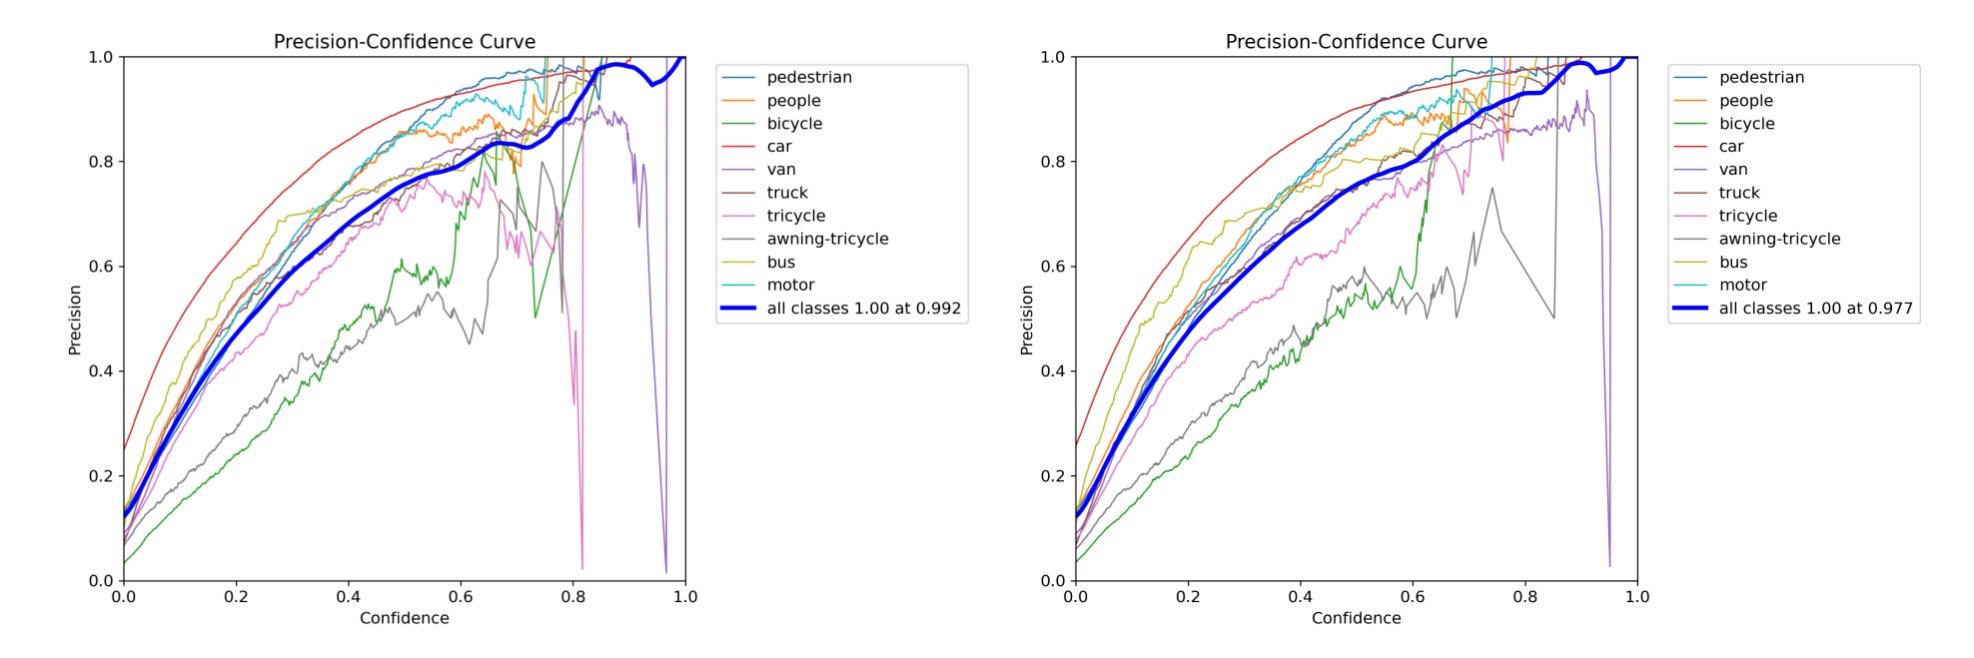 Precision-Confidence Curve
1.0
0.8
0.6
0.4
0.2
0.0
Precision
0.0 0.2 0.4 0.6 0.8 1.0
Confidence
pedestrian
people
bicycle
car
van
truck
tricycle
awning-tricycle
bus
motor
all classes 1.00 at 0.992
Precision-Confidence Curve
1.0
0.8
0.6
0.4
0.2
0.0
Precision
0.0 0.2 0.4 0.6 0.8 1.0
Confidence
pedestrian
people
bicycle
car
van
truck
tricycle
awning-tricycle
bus
motor
all classes 1.00 at 0.977